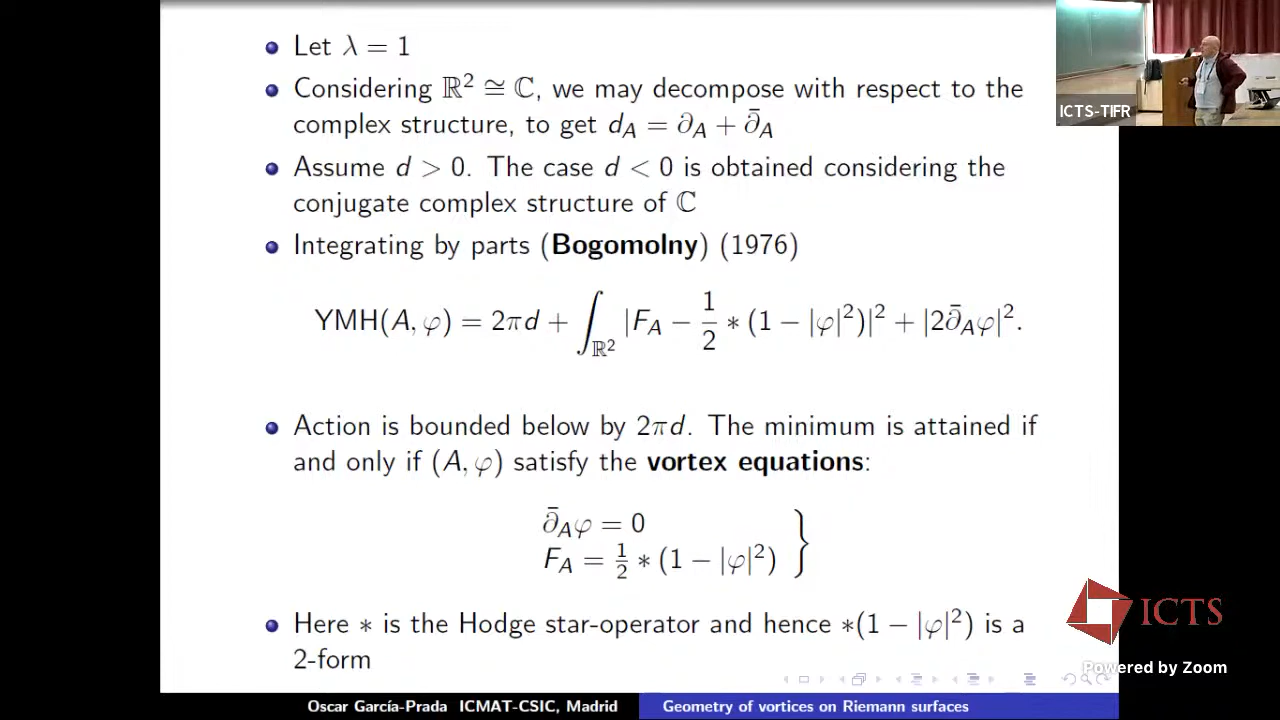 Let λ = 1
Considering ℝ² ≅ ℂ, we may decompose with respect to the
complex structure, to get d_A = ∂_A + ∂̄_A
Assume d > 0. The case d < 0 is obtained considering the
conjugate complex structure of ℂ
Integrating by parts (Bogomolny) (1976)
YMH(A, φ) = 2πd + ∫_{ℝ²} |F_A − 1/2 ∗ (1 − |φ|²)|² + |2∂̄_Aφ|².
Action is bounded below by 2πd. The minimum is attained if
and only if (A, φ) satisfy the vortex equations:
∂̄_Aφ = 0
F_A = 1/2 ∗ (1 − |φ|²) }
Here ∗ is the Hodge star-operator and hence ∗(1 − |φ|²) is a
2-form
Oscar García-Prada ICMAT-CSIC, Madrid
Geometry of vortices on Riemann surfaces
ICTS-TIFR
ICTS
Powered by Zoom